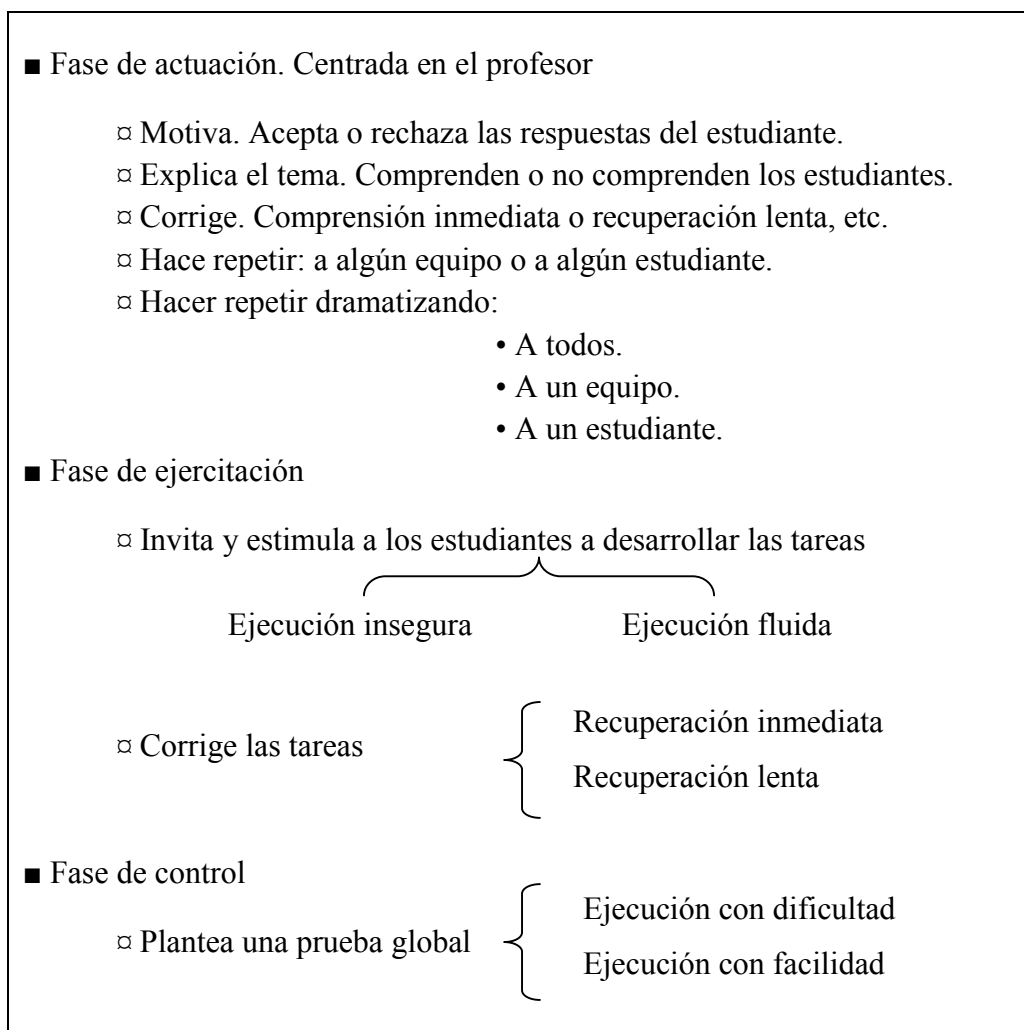 ■ Fase de actuación. Centrada en el profesor
¤ Motiva. Acepta o rechaza las respuestas del estudiante.
¤ Explica el tema. Comprenden o no comprenden los estudiantes.
¤ Corrige. Comprensión inmediata o recuperación lenta, etc.
¤ Hace repetir: a algún equipo o a algún estudiante.
¤ Hacer repetir dramatizando:
• A todos.
• A un equipo.
• A un estudiante.
■ Fase de ejercitación
¤ Invita y estimula a los estudiantes a desarrollar las tareas
Ejecución insegura Ejecución fluida
¤ Corrige las tareas
Recuperación inmediata
Recuperación lenta
■ Fase de control
¤ Plantea una prueba global
Ejecución con dificultad
Ejecución con facilidad